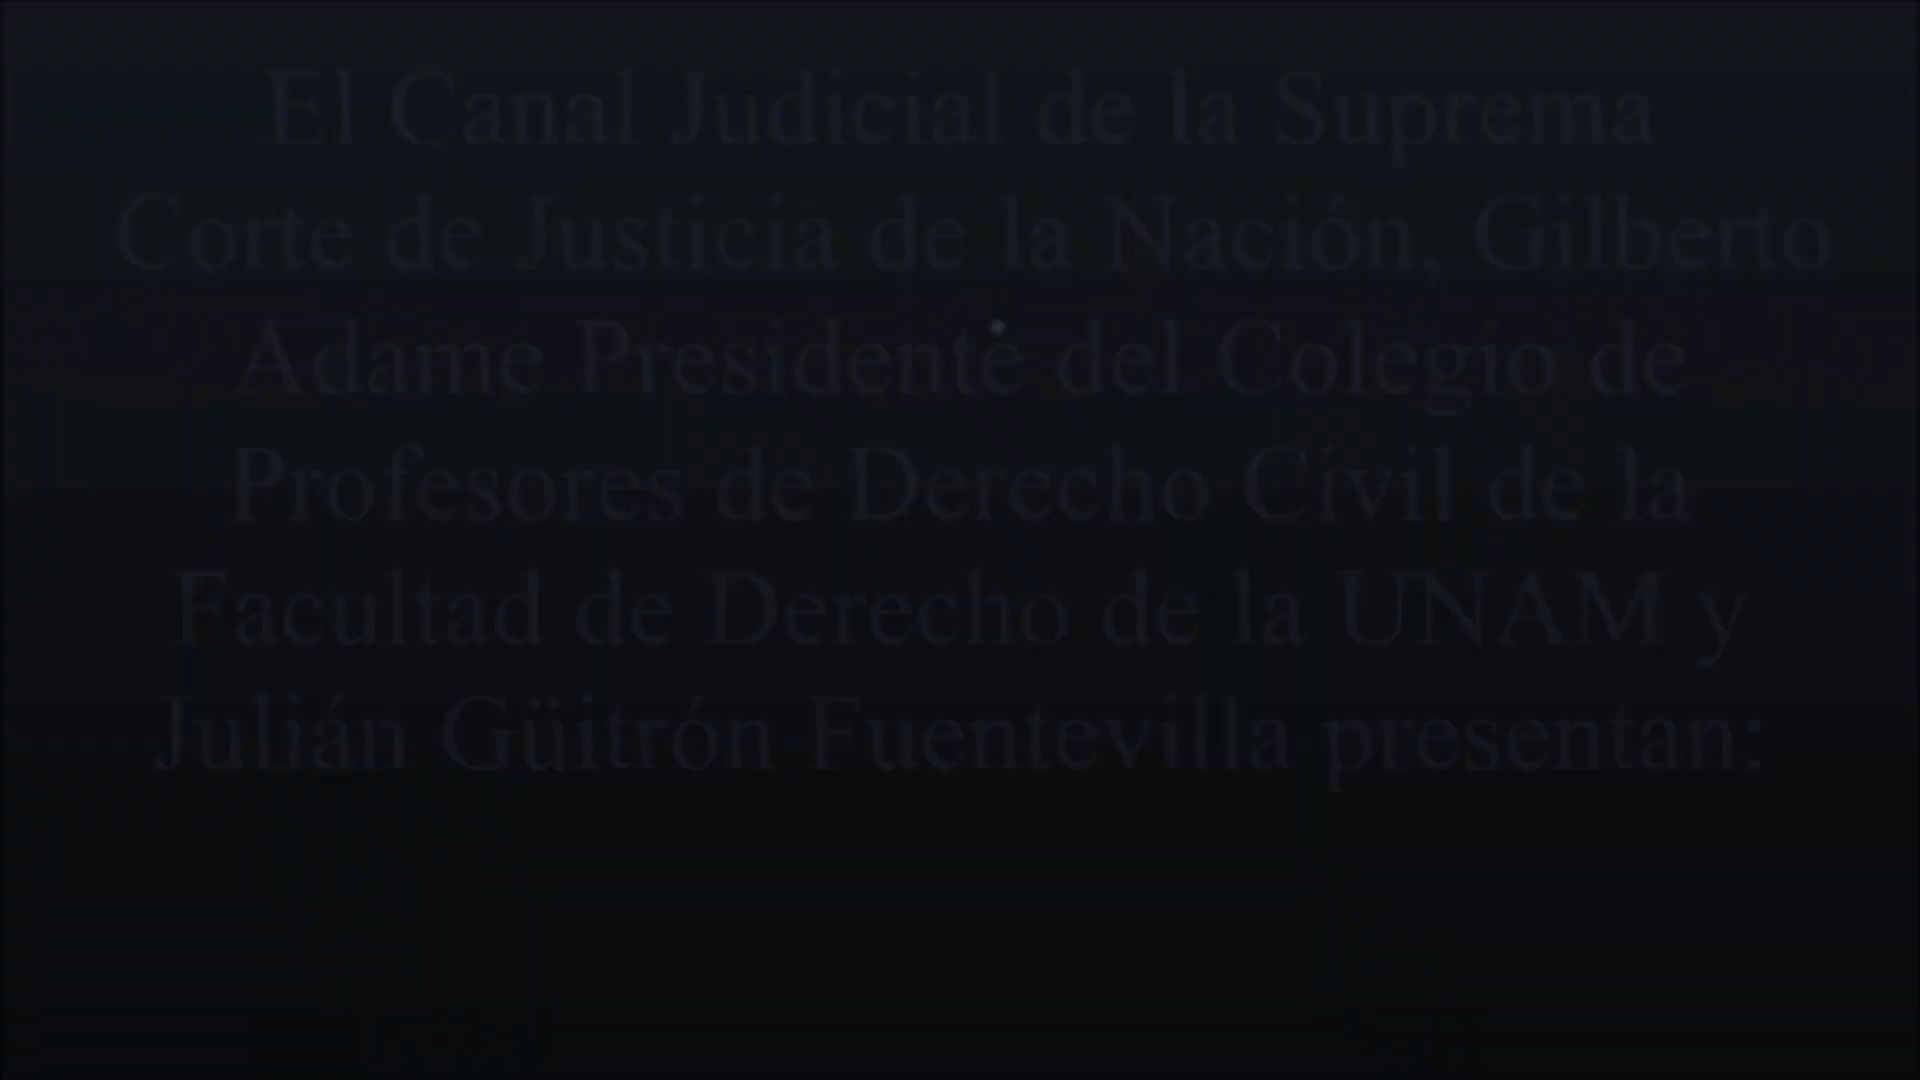 El Canal Judicial de la Suprema
Corte de Justicia de la Nación, Gilberto
Adame Presidente del Colegio de
Profesores de Derecho Civil de la
Facultad de Derecho de la UNAM y
Julián Güitrón Fuentevilla presentan: